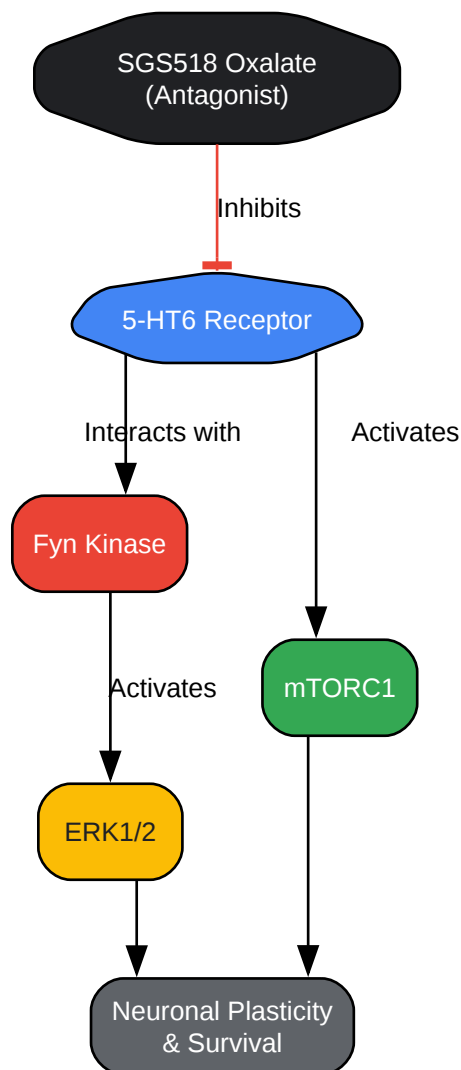 SGS518 Oxalate
(Antagonist)
Inhibits
5-HT6 Receptor
Interacts with
Activates
Fyn Kinase
Activates
mTORC1
ERK1/2
Neuronal Plasticity
& Survival